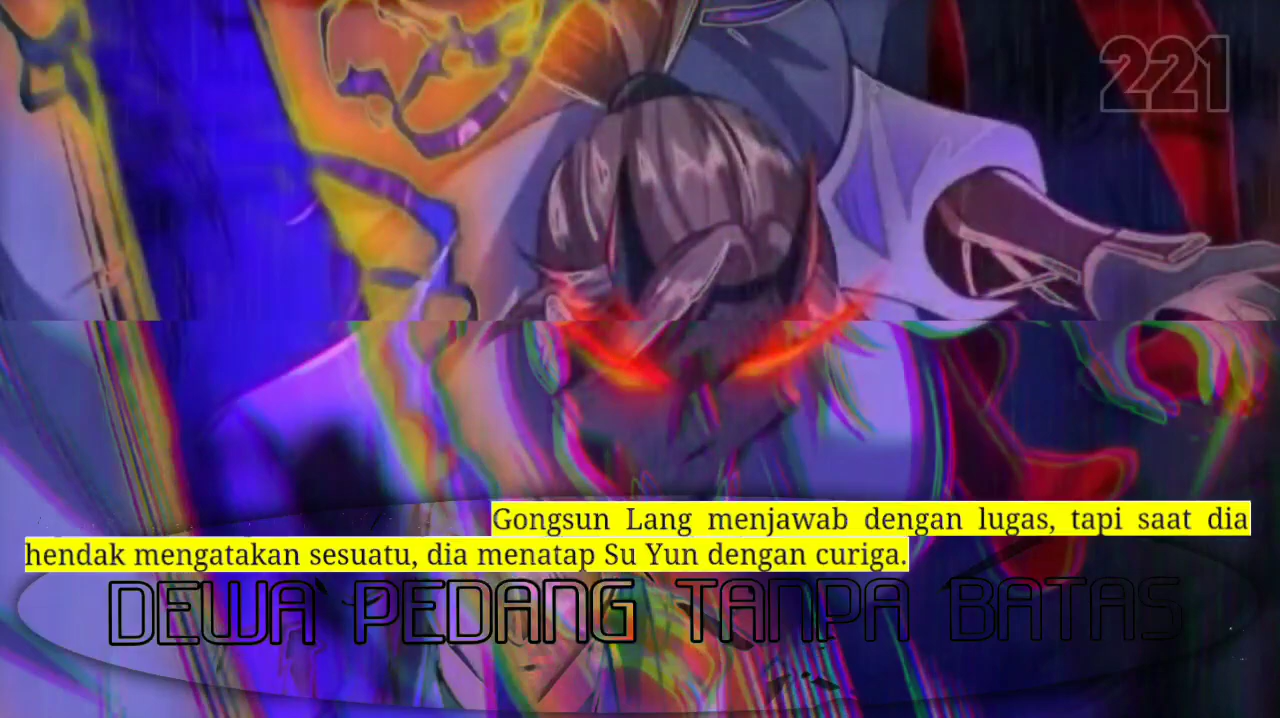 221
Gongsun Lang menjawab dengan lugas, tapi saat dia
hendak mengatakan sesuatu, dia menatap Su Yun dengan curiga.
DEWA PEDANG TANPA BATAS